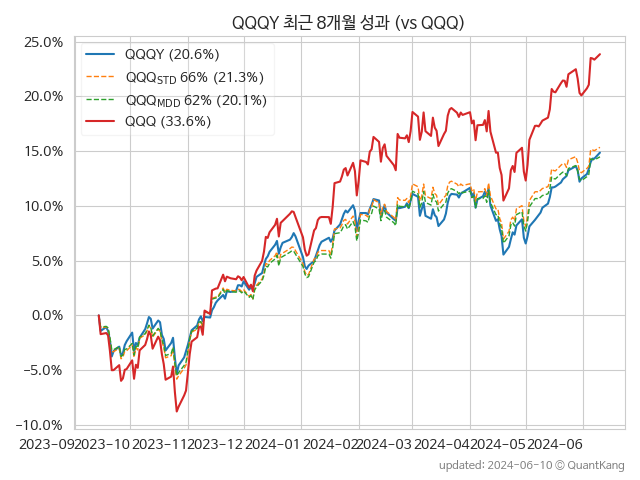 QQQY 최근 8개월 성과 (vs QQQ)
QQQY (20.6%)
QQQSTD 66% (21.3%)
QQQMDD 62% (20.1%)
QQQ (33.6%)
25.0%
20.0%
15.0%
10.0%
5.0%
0.0%
-5.0%
-10.0%
2023-09 2023-10 2023-11 2023-12 2024-01 2024-02 2024-03 2024-04 2024-05 2024-06
updated: 2024-06-10 © QuantKang